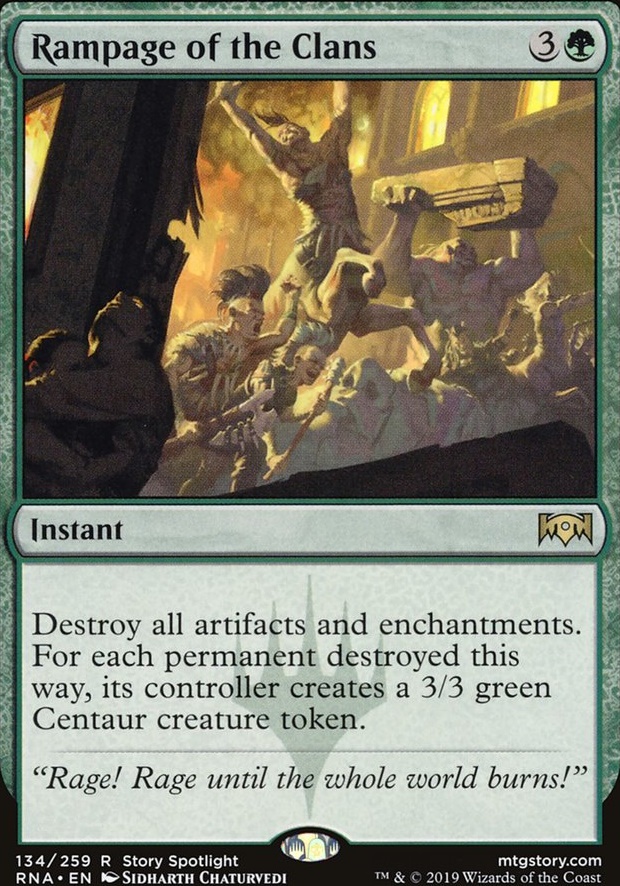 Rampage of the Clans 3
Instant
Destroy all artifacts and enchantments.
For each permanent destroyed this
way, its controller creates a 3/3 green
Centaur creature token.
“Rage! Rage until the whole world burns!”
134/259 R Story Spotlight mtgstory.com
RNA • EN Sidharth Chaturvedi ™ & © 2019 Wizards of the Coast